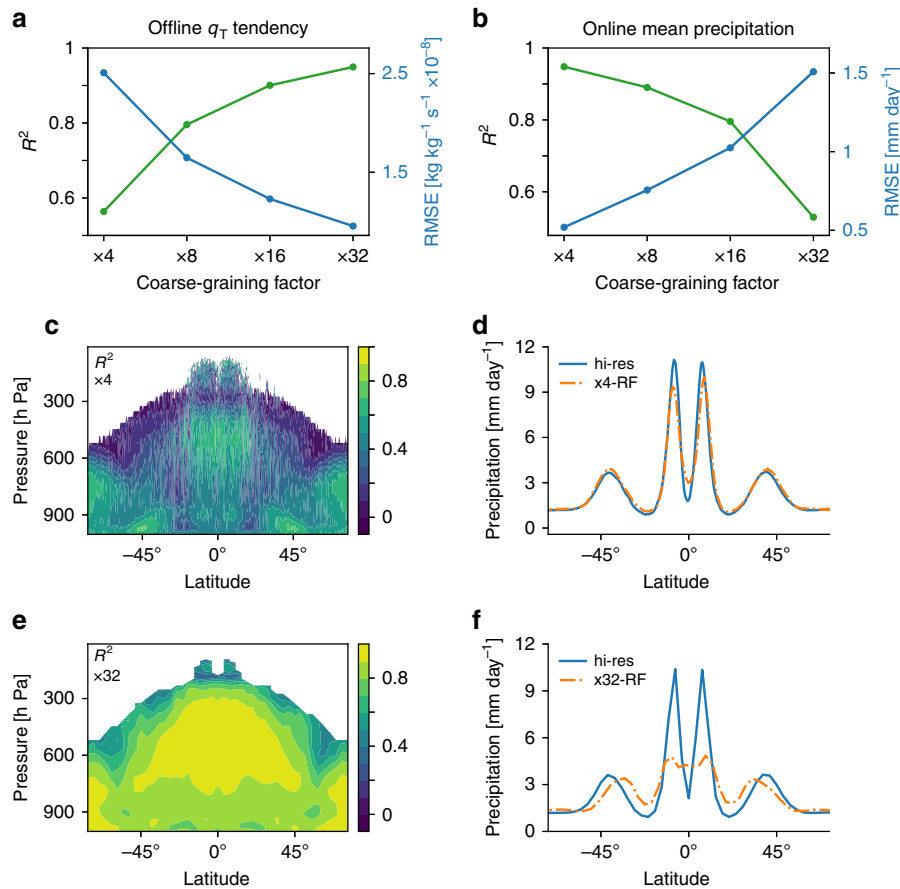 a
Offline qT tendency
1
0.8
0.6
R²
2.5
1.5
RMSE [kg kg⁻¹ s⁻¹ ×10⁻⁸]
×4
×8
×16
×32
Coarse-graining factor
b
Online mean precipitation
1
0.8
0.6
R²
1.5
1
0.5
RMSE [mm day⁻¹]
×4
×8
×16
×32
Coarse-graining factor
c
R²
×4
300
600
900
Pressure [h Pa]
−45°
0°
45°
Latitude
0.8
0.4
0
d
12
9
6
3
0
Precipitation [mm day⁻¹]
hi-res
x4-RF
−45°
0°
45°
Latitude
e
R²
×32
300
600
900
Pressure [h Pa]
−45°
0°
45°
Latitude
0.8
0.4
0
f
12
9
6
3
0
Precipitation [mm day⁻¹]
hi-res
x32-RF
−45°
0°
45°
Latitude